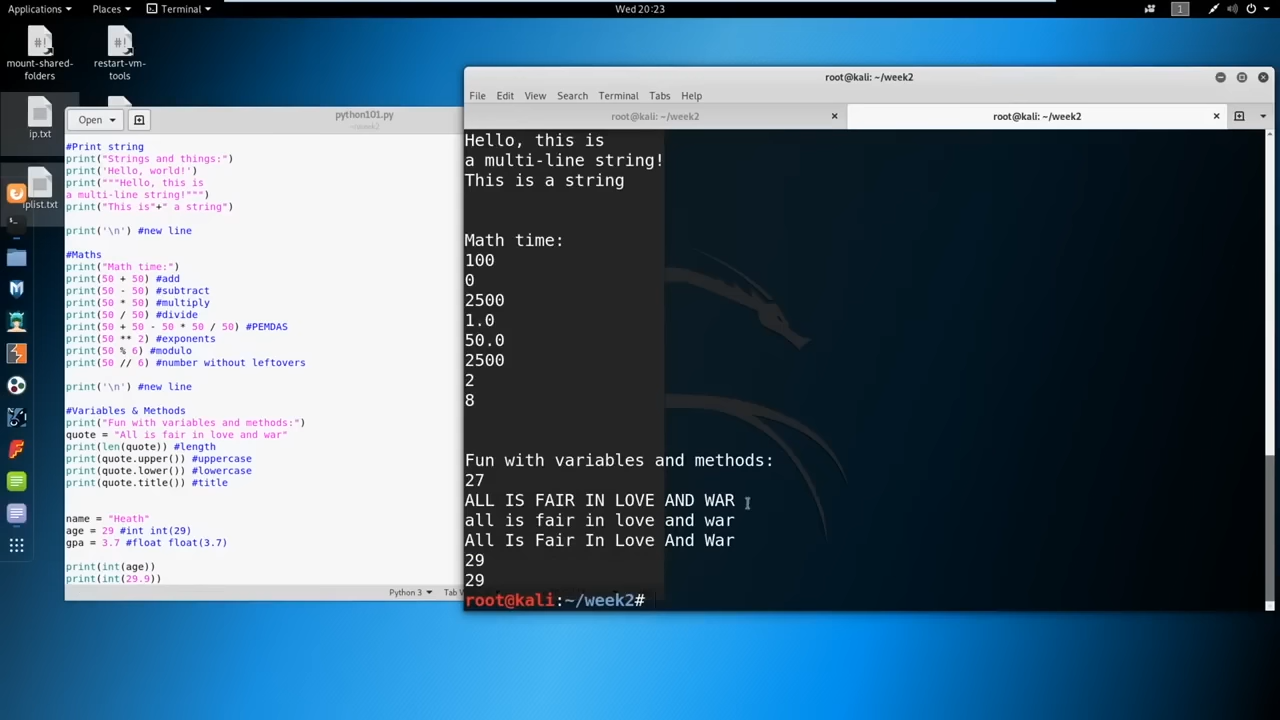 Applications
Places
Terminal
Wed 20:23
1
mount-shared-
folders
restart-vm-
tools
ip.txt
iplist.txt
Open
python101.py
~/week2
#Print string
print("Strings and things:")
print('Hello, world!')
print("""Hello, this is
a multi-line string!""")
print("This is"+" a string")
print('\n') #new line
#Maths
print("Math time:")
print(50 + 50) #add
print(50 - 50) #subtract
print(50 * 50) #multiply
print(50 / 50) #divide
print(50 + 50 - 50 * 50 / 50) #PEMDAS
print(50 ** 2) #exponents
print(50 % 6) #modulo
print(50 // 6) #number without leftovers
print('\n') #new line
#Variables & Methods
print("Fun with variables and methods:")
quote = "All is fair in love and war"
print(len(quote)) #length
print(quote.upper()) #uppercase
print(quote.lower()) #lowercase
print(quote.title()) #title
name = "Heath"
age = 29 #int int(29)
gpa = 3.7 #float float(3.7)
print(int(age))
print(int(29.9))
Python 3
Tab
root@kali: ~/week2
File Edit View Search Terminal Tabs Help
root@kali: ~/week2
root@kali: ~/week2
Hello, this is
a multi-line string!
This is a string
Math time:
100
0
2500
1.0
50.0
2500
2
8
Fun with variables and methods:
27
ALL IS FAIR IN LOVE AND WAR
all is fair in love and war
All Is Fair In Love And War
29
29
root@kali:~/week2#